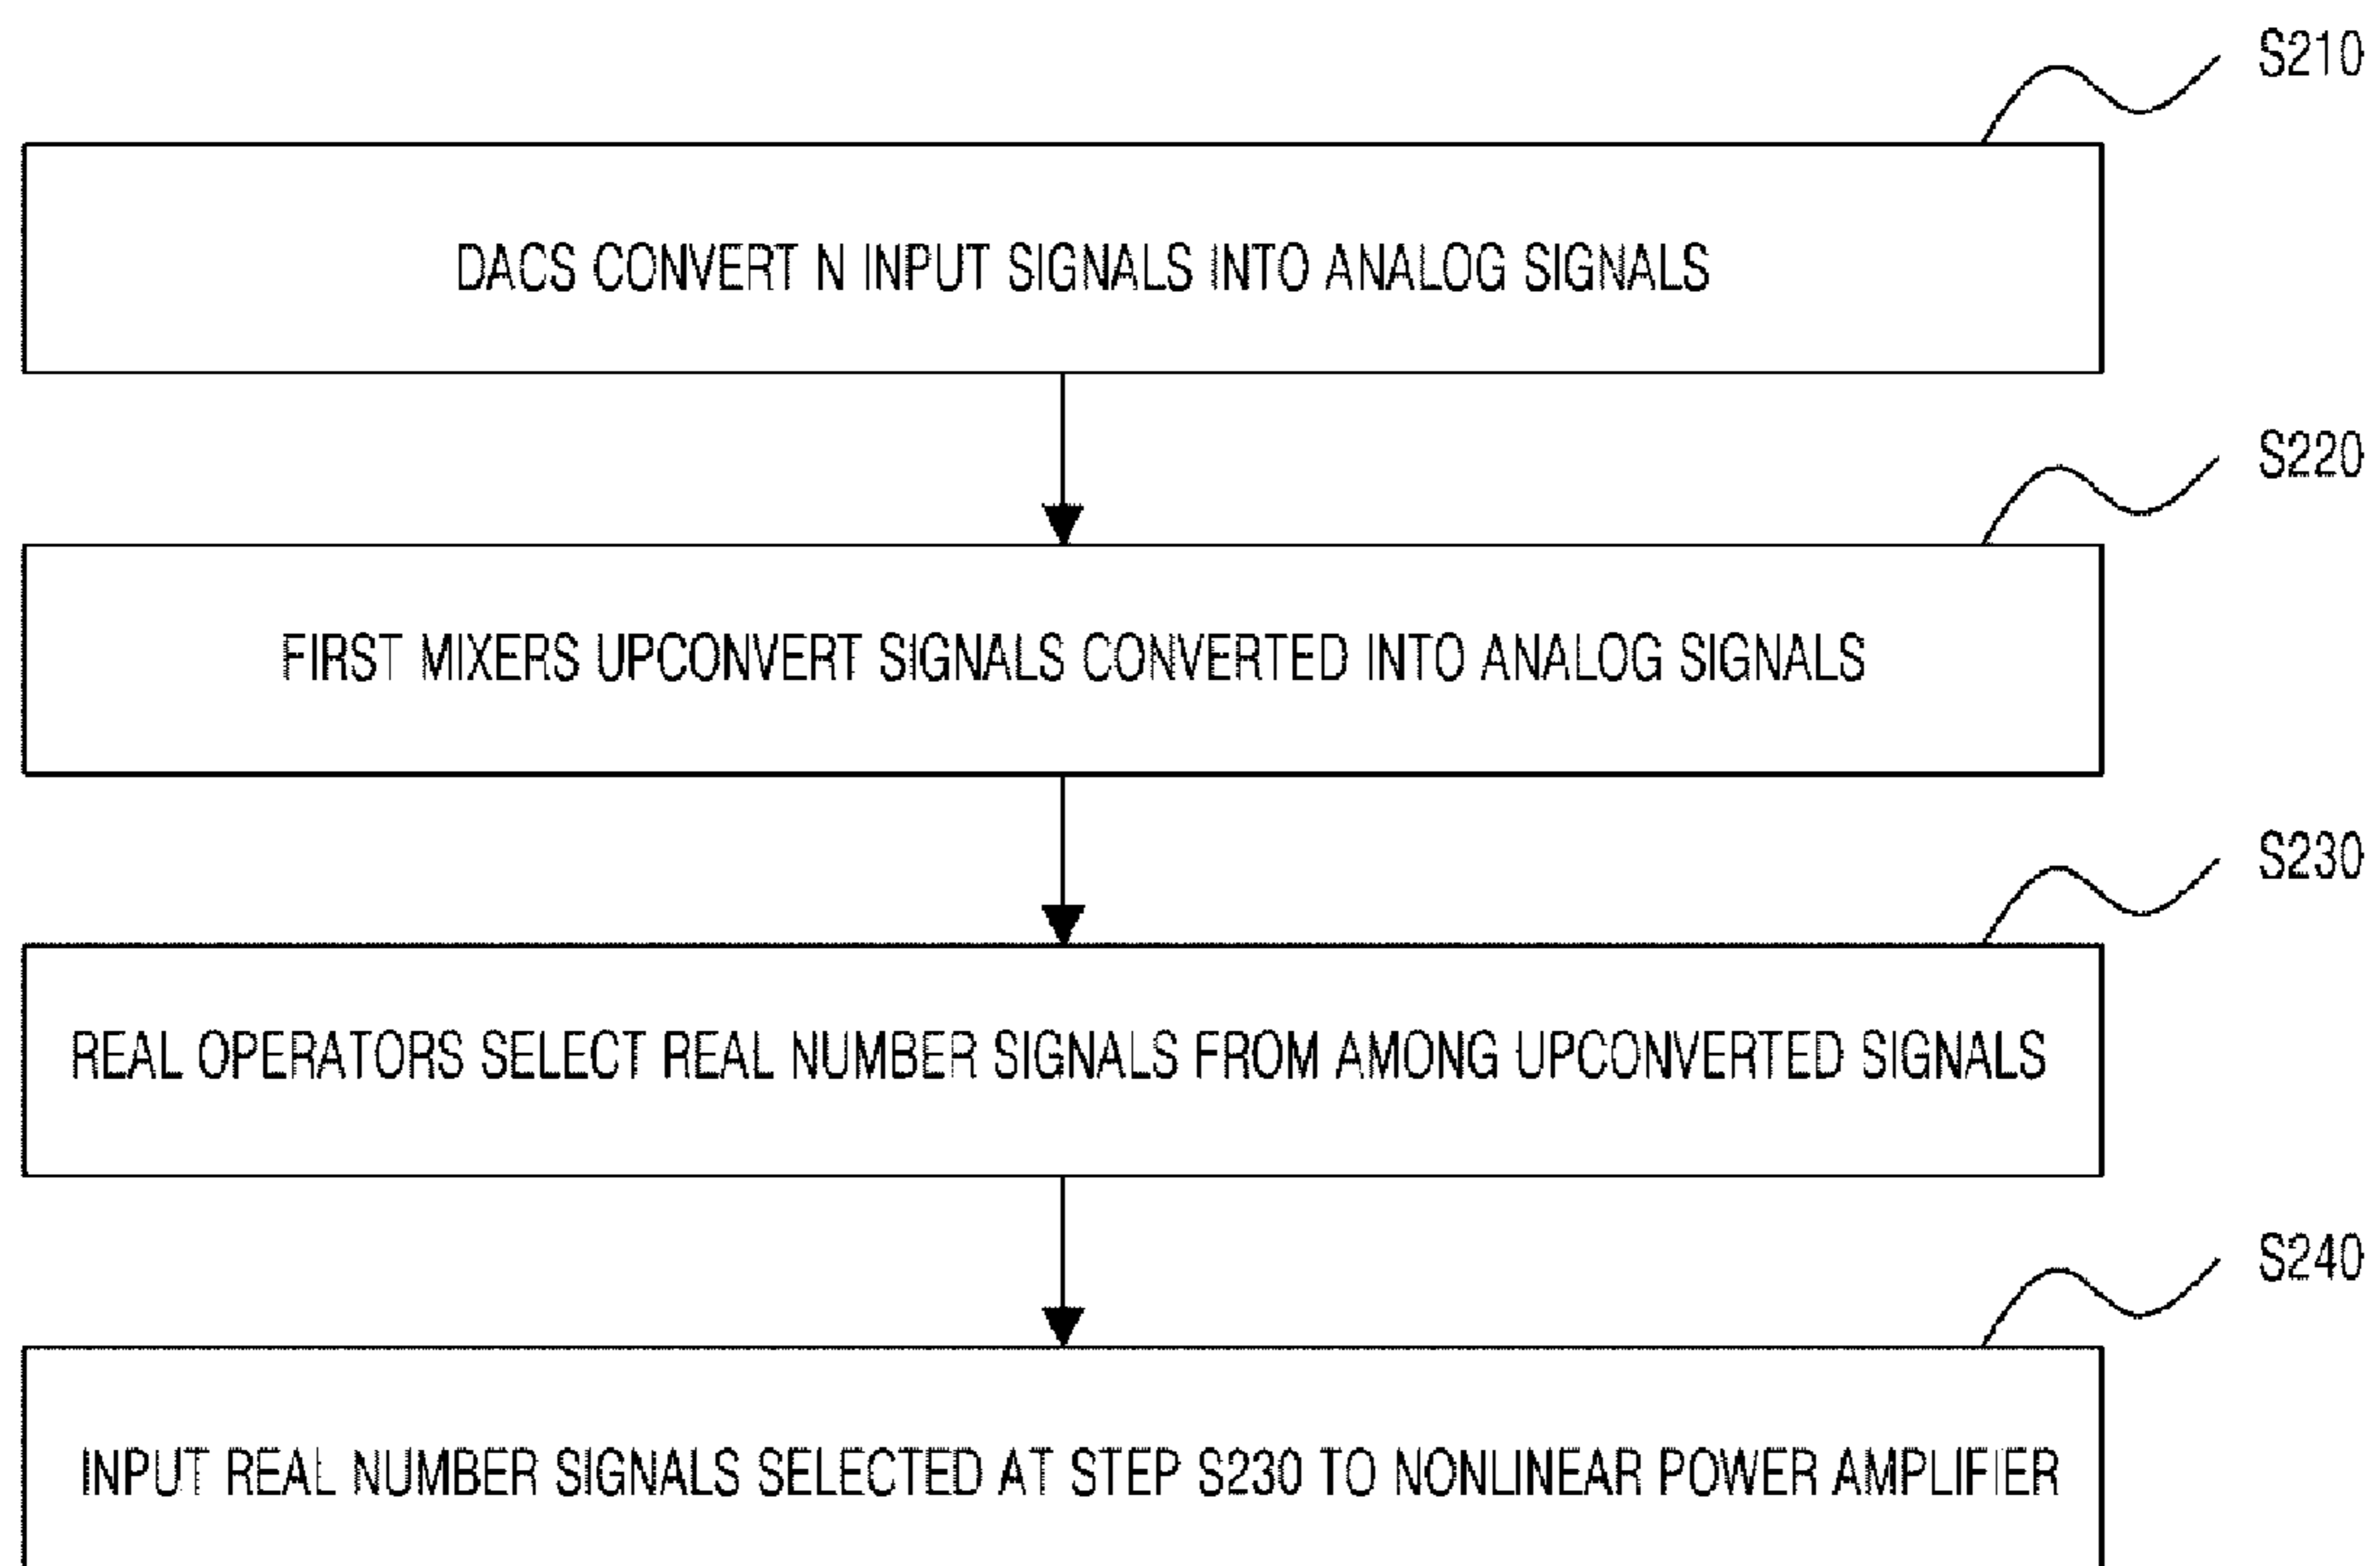 S210
DACS CONVERT N INPUT SIGNALS INTO ANALOG SIGNALS
S220
FIRST MIXERS UPCONVERT SIGNALS CONVERTED INTO ANALOG SIGNALS
S230
REAL OPERATORS SELECT REAL NUMBER SIGNALS FROM AMONG UPCONVERTED SIGNALS
S240
INPUT REAL NUMBER SIGNALS SELECTED AT STEP S230 TO NONLINEAR POWER AMPLIFIER